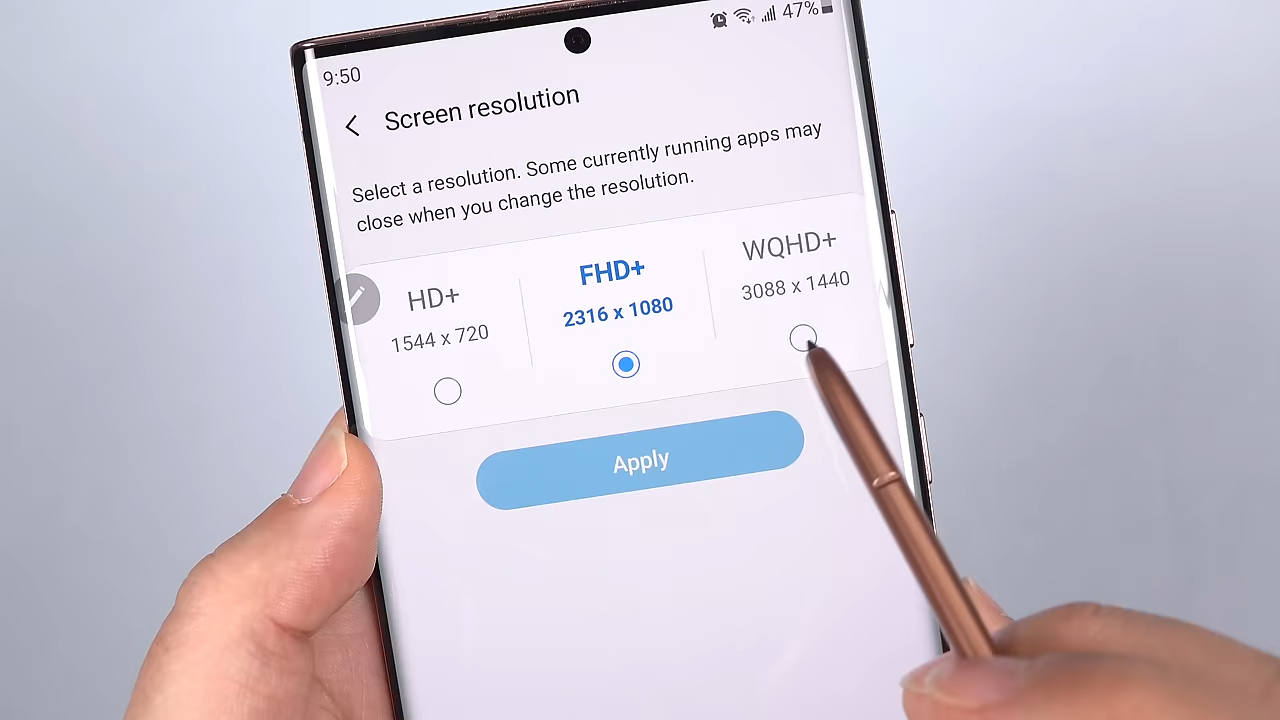 47%
9:50
Screen resolution
Select a resolution. Some currently running apps may
close when you change the resolution.
HD+
1544 x 720
FHD+
2316 x 1080
WQHD+
3088 x 1440
Apply